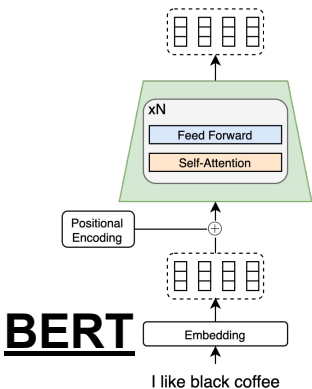 xN
Feed Forward
Self-Attention
Positional
Encoding
+
BERT
Embedding
I like black coffee